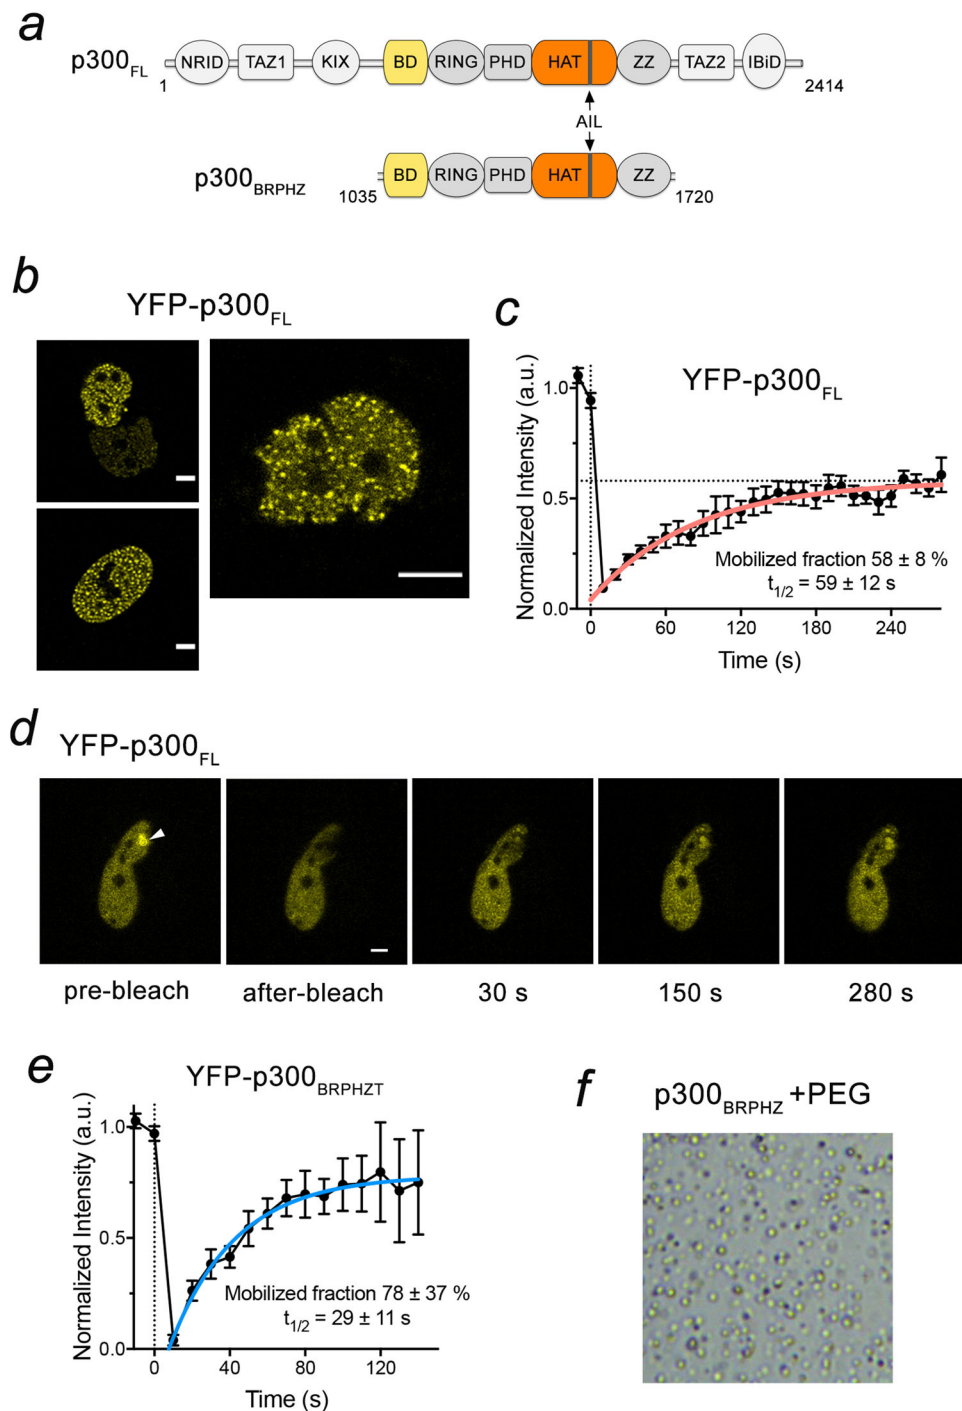 a
p300FL
NRID TAZ1 KIX BD RING PHD HAT ZZ TAZ2 IBiD
1 2414
AIL
p300BRPHZ
BD RING PHD HAT ZZ
1035 1720
b
YFP-p300FL
c
YFP-p300FL
Normalized Intensity (a.u.)
1.0
0.5
0.0
Mobilized fraction 58 ± 8 %
t1/2 = 59 ± 12 s
0 60 120 180 240
Time (s)
d
YFP-p300FL
pre-bleach after-bleach 30 s 150 s 280 s
e
YFP-p300BRPHZT
Normalized Intensity (a.u.)
1.0
0.5
0.0
Mobilized fraction 78 ± 37 %
t1/2 = 29 ± 11 s
0 40 80 120
Time (s)
f
p300BRPHZ +PEG